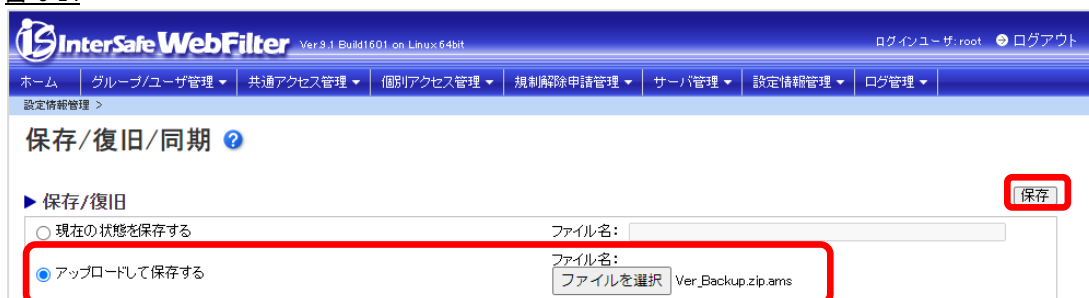 InterSafe WebFilter Ver.9.1 Build1601 on Linux64bit ログインユーザ: root ログアウト
ホーム グループ/ユーザ管理 ▼ 共通アクセス管理 ▼ 個別アクセス管理 ▼ 規制解除申請管理 ▼ サーバ管理 ▼ 設定情報管理 ▼ ログ管理 ▼
設定情報管理 >
保存/復旧/同期 ?
▶ 保存/復旧 保存
現在の状態を保存する ファイル名:
アップロードして保存する ファイル名:
ファイルを選択 Ver_Backup.zip.ams